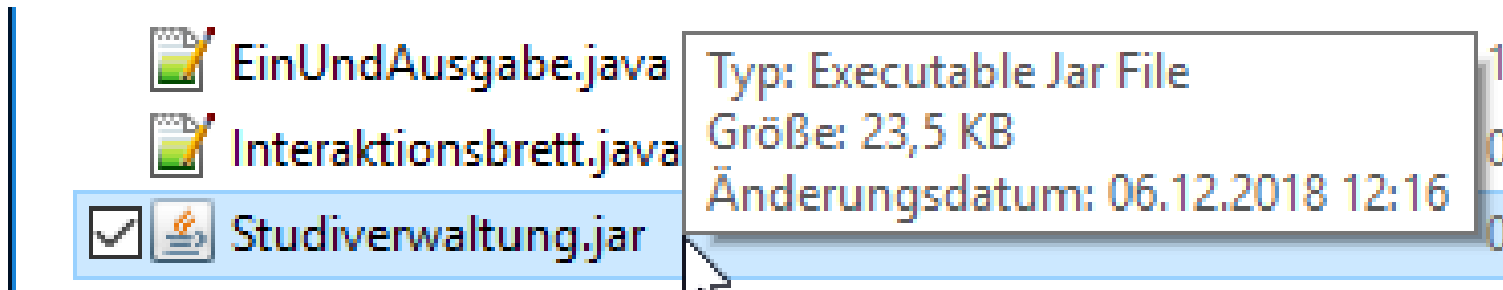 EinUndAusgabe.java
Interaktionsbrett.java
Studiverwaltung.jar
Typ: Executable Jar File
Größe: 23,5 KB
Änderungsdatum: 06.12.2018 12:16